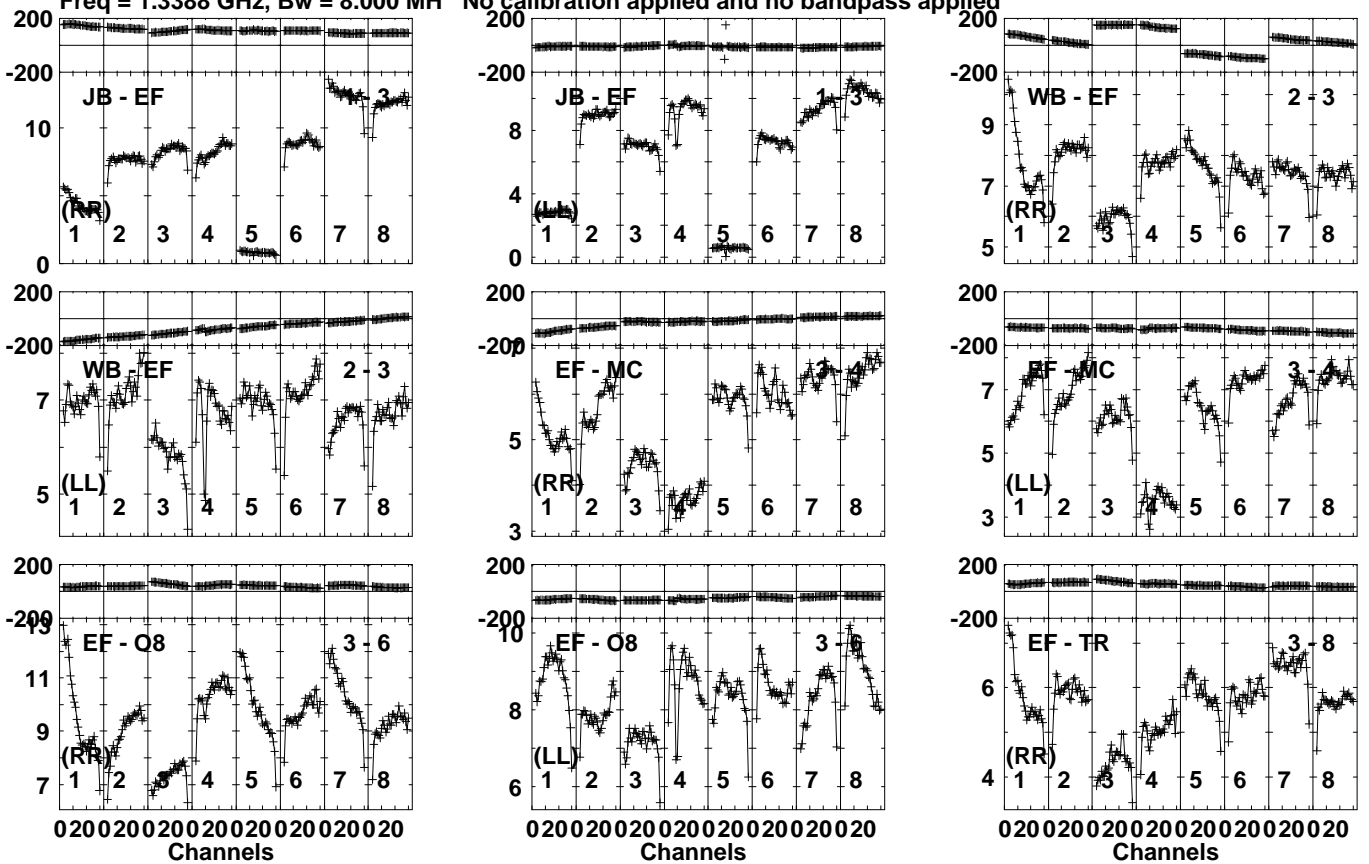 Freq = 1.3388 GHz, Bw = 8.000 MH No calibration applied and no bandpass applied
200 200 200
-200 -200 -200
JB - EF 1 - 3 JB - EF 1 - 3 WB - EF 2 - 3
10 8 9
4 7
(RR) (LL) (RR)
1 2 3 4 5 6 7 8 1 2 3 4 5 6 7 8 1 2 3 4 5 6 7 8
0 0 5
200 200 200
-200 -200 -200
7
WB - EF 2 - 3 EF - MC 3 - 4 EF - MC 3 - 4
7 5 7
5 5
(LL) (RR) (LL)
1 2 3 4 5 6 7 8 1 2 3 4 5 6 7 8 1 2 3 4 5 6 7 8
3 3
200 200 200
-200 -200 -200
13 10
EF - O8 3 - 6 EF - O8 3 - 6 EF - TR 3 - 8
11 8 6
9
(RR) (LL) (RR)
1 2 3 4 5 6 7 8 1 2 3 4 5 6 7 8 1 2 3 4 5 6 7 8
7 6 4
0 20 0 20 0 20 0 20 0 20 0 20 0 20 0 20 0 20 0 20 0 20 0 20 0 20 0 20 0 20 0 20 0 20 0 20 0 20 0 20 0 20 0 20 0 20 0 20
Channels Channels Channels